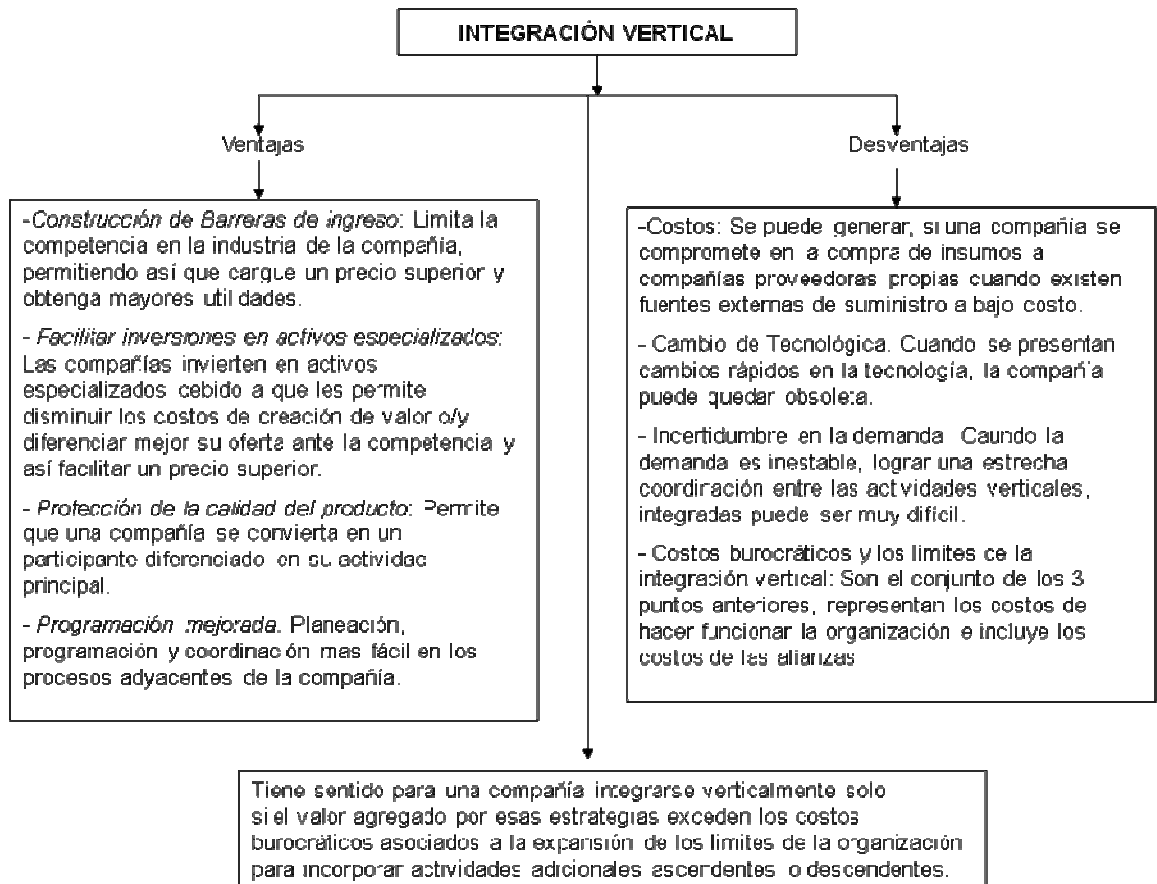 INTEGRACIÓN VERTICAL
Ventajas
-Construcción de Barreras de ingreso: Limita la
competencia en la industria de la compañía,
permitiendo así que cargue un precio superior y
obtenga mayores utilidades.
- Facilitar inversiones en activos especializados:
Las compañías invierten en activos
especializados debido a que les permite
disminuir los costos de creación de valor o/y
diferenciar mejor su oferta ante la competencia y
así facilitar un precio superior.
- Protección de la calidad del producto: Permite
que una compañía se convierta en un
participante diferenciado en su actividad
principal.
- Programación mejorada. Planeación,
programación y coordinación mas fácil en los
procesos adyacentes de la compañía.
Desventajas
-Costos: Se puede generar, si una compañía se
compromete en la compra de insumos a
compañías proveedoras propias cuando existen
fuentes externas de suministro a bajo costo.
- Cambio de Tecnológica. Cuando se presentan
cambios rápidos en la tecnología, la compañía
puede quedar obsoleta.
- Incertidumbre en la demanda Caundo la
demanda es inestable, lograr una estrecha
coordinación entre las actividades verticales,
integradas puede ser muy difícil.
- Costos burocráticos y los limites de la
integración vertical: Son el conjunto de los 3
puntos anteriores, representan los costos de
hacer funcionar la organización e incluye los
costos de las alianzas
Tiene sentido para una compañía integrarse verticalmente solo
si el valor agregado por esas estrategias exceden los costos
burocráticos asociados a la expansión de los limites de la organización
para incorporar actividades adicionales ascendentes o descendentes.